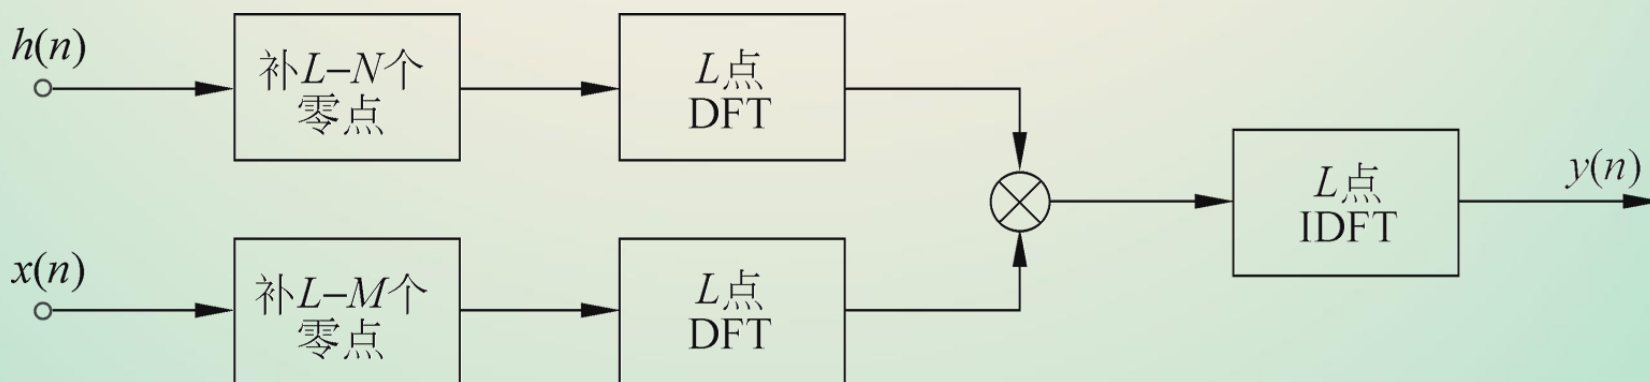 h(n)
补L–N个
零点
L点
DFT
x(n)
补L–M个
零点
L点
DFT
L点
IDFT
y(n)